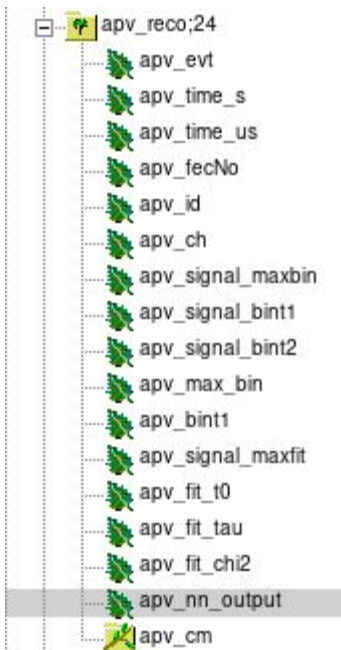 apv_reco;24
apv_evt
apv_time_s
apv_time_us
apv_fecNo
apv_id
apv_ch
apv_signal_maxbin
apv_signal_bint1
apv_signal_bint2
apv_max_bin
apv_bint1
apv_signal_maxfit
apv_fit_t0
apv_fit_tau
apv_fit_chi2
apv_nn_output
apv_cm